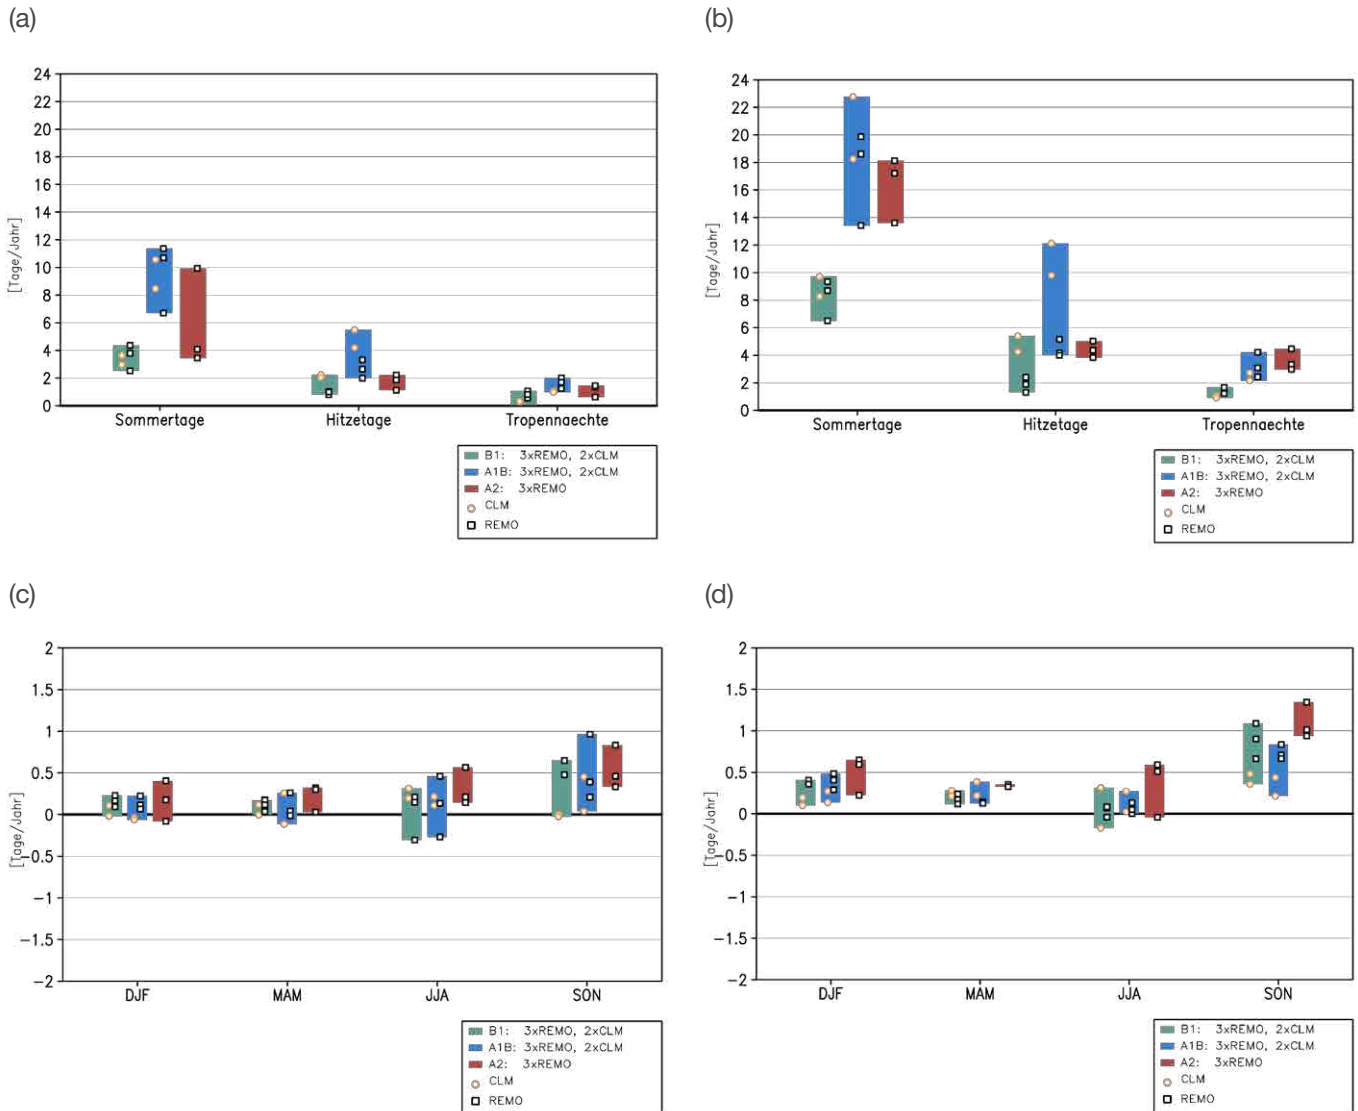 (a)
24
22
20
18
16
14
12
10
8
6
4
2
0
[Tage/Jahr]
Sommertage Hitzetage Tropennaechte
B1: 3xREMO, 2xCLM
A1B: 3xREMO, 2xCLM
A2: 3xREMO
CLM
REMO
(b)
24
22
20
18
16
14
12
10
8
6
4
2
0
[Tage/Jahr]
Sommertage Hitzetage Tropennaechte
B1: 3xREMO, 2xCLM
A1B: 3xREMO, 2xCLM
A2: 3xREMO
CLM
REMO
(c)
2
1.5
1
0.5
0
-0.5
-1
-1.5
-2
[Tage/Jahr]
DJF MAM JJA SON
B1: 3xREMO, 2xCLM
A1B: 3xREMO, 2xCLM
A2: 3xREMO
CLM
REMO
(d)
2
1.5
1
0.5
0
-0.5
-1
-1.5
-2
[Tage/Jahr]
DJF MAM JJA SON
B1: 3xREMO, 2xCLM
A1B: 3xREMO, 2xCLM
A2: 3xREMO
CLM
REMO